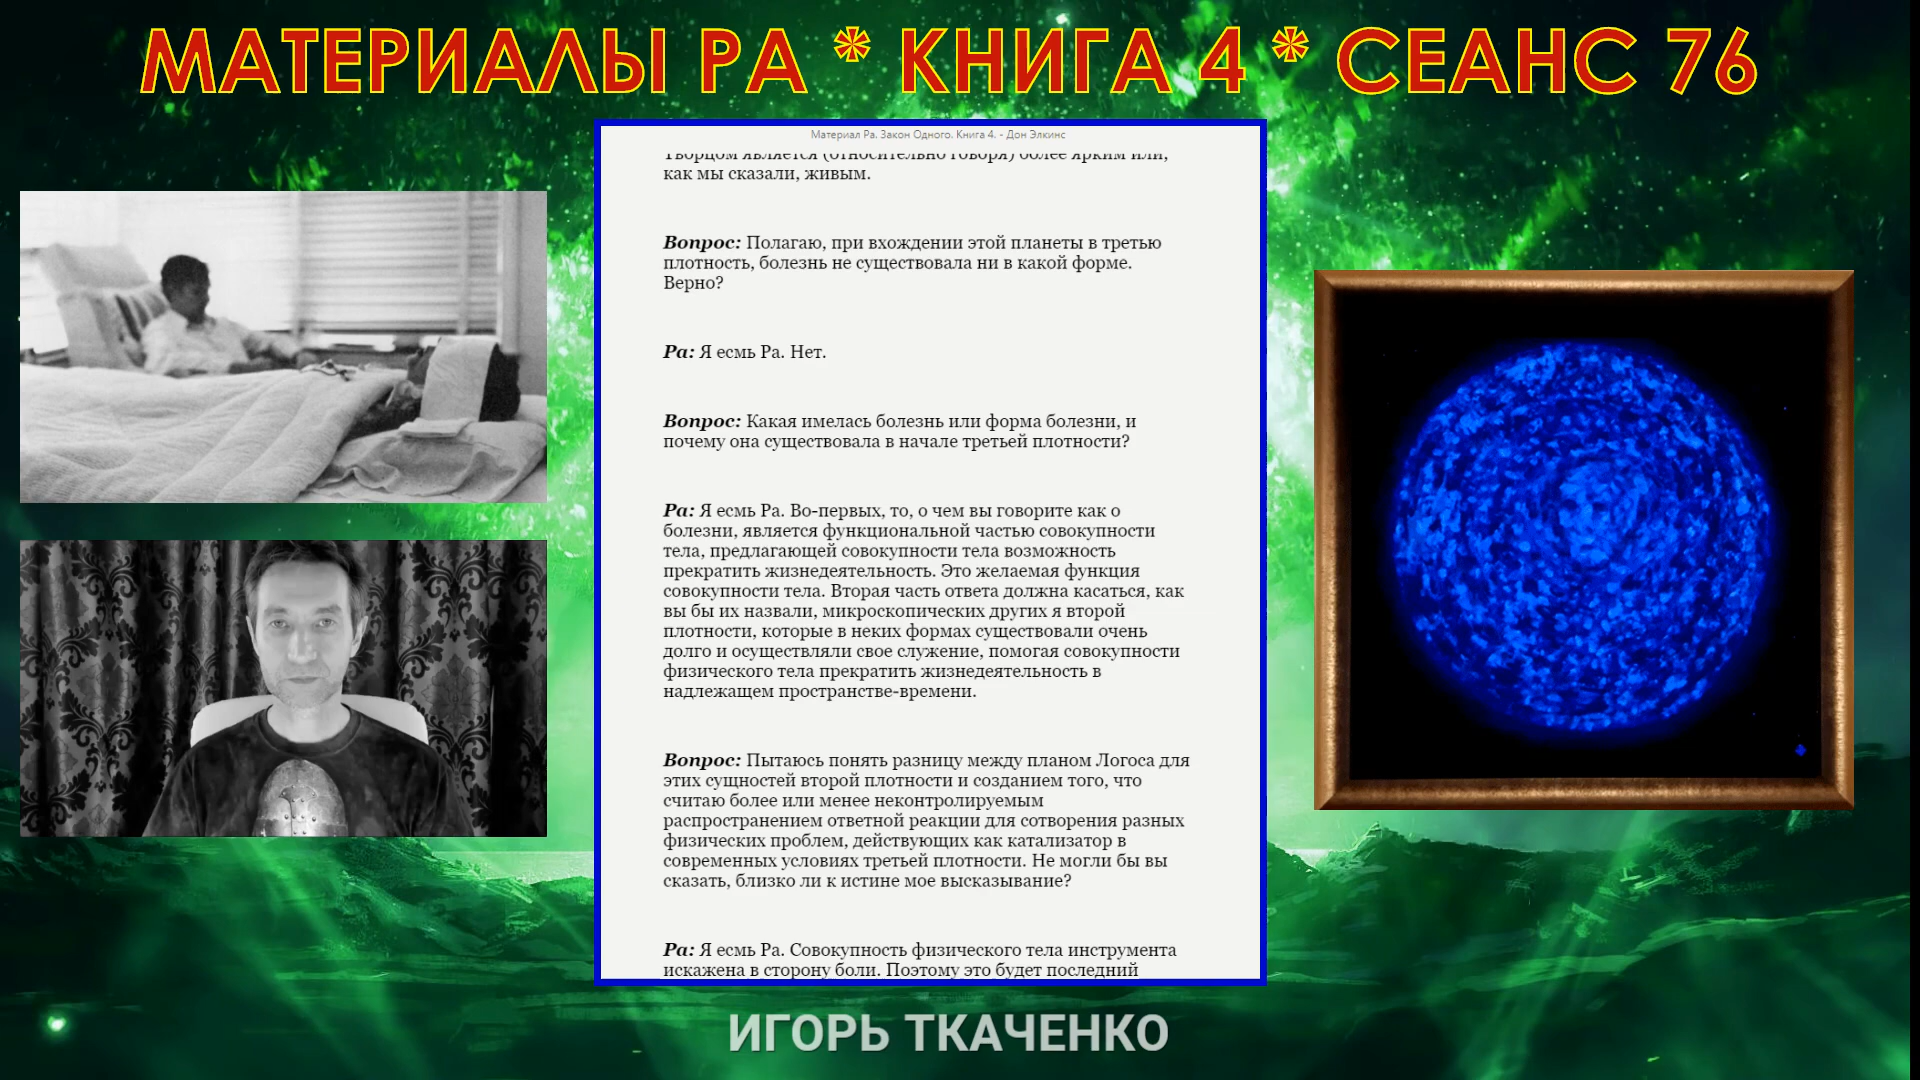 МАТЕРИАЛЫ РА * КНИГА 4 * СЕАНС 76
Материал Ра. Закон Одного. Книга 4. - Дон Элкинс
Творцом является (относительно говоря) более ярким или,
как мы сказали, живым.
Вопрос: Полагаю, при вхождении этой планеты в третью
плотность, болезнь не существовала ни в какой форме.
Верно?
Ра: Я есмь Ра. Нет.
Вопрос: Какая имелась болезнь или форма болезни, и
почему она существовала в начале третьей плотности?
Ра: Я есмь Ра. Во-первых, то, о чем вы говорите как о
болезни, является функциональной частью совокупности
тела, предлагающей совокупности тела возможность
прекратить жизнедеятельность. Это желаемая функция
совокупности тела. Вторая часть ответа должна касаться, как
вы бы их назвали, микроскопических других я второй
плотности, которые в неких формах существовали очень
долго и осуществляли свое служение, помогая совокупности
физического тела прекратить жизнедеятельность в
надлежащем пространстве-времени.
Вопрос: Пытаюсь понять разницу между планом Логоса для
этих сущностей второй плотности и созданием того, что
считаю более или менее неконтролируемым
распространением ответной реакции для сотворения разных
физических проблем, действующих как катализатор в
современных условиях третьей плотности. Не могли бы вы
сказать, близко ли к истине мое высказывание?
Ра: Я есмь Ра. Совокупность физического тела инструмента
искажена в сторону боли. Поэтому это будет последний
ИГОРЬ ТКАЧЕНКО